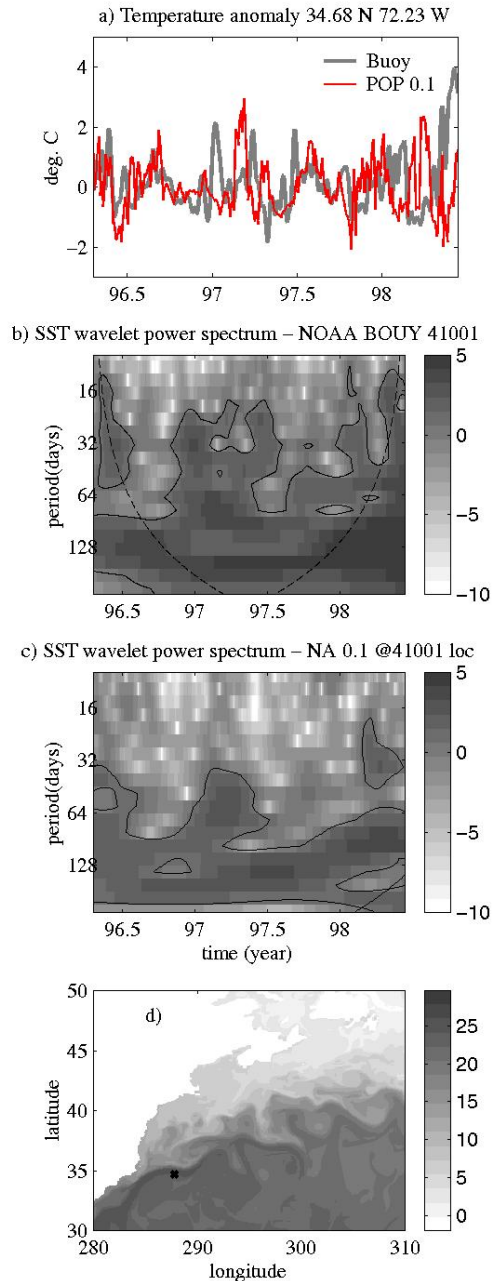 a) Temperature anomaly 34.68 N 72.23 W
4
2
0
−2
deg. C
Buoy
POP 0.1
96.5 97 97.5 98
b) SST wavelet power spectrum – NOAA BOUY 41001
16
32
64
128
period(days)
96.5 97 97.5 98
5
0
−5
−10
c) SST wavelet power spectrum – NA 0.1 @41001 loc
16
32
64
128
period(days)
96.5 97 97.5 98
time (year)
5
0
−5
−10
d)
50
45
40
35
30
latitude
280 290 300 310
longitude
25
20
15
10
5
0